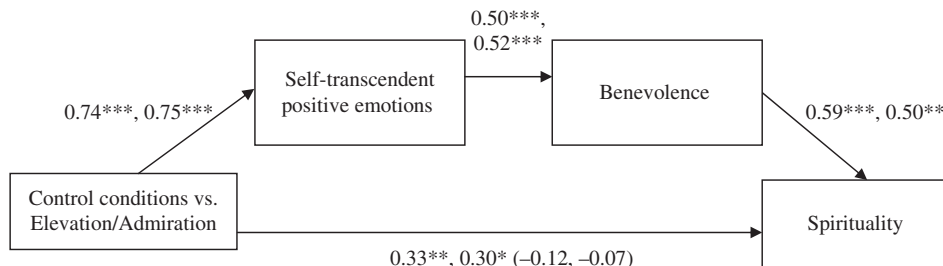 0.50***,
0.52***
Self-transcendent
positive emotions
Benevolence
0.74***, 0.75***
0.59***, 0.50**
Control conditions vs.
Elevation/Admiration
Spirituality
0.33**, 0.30* (–0.12, –0.07)